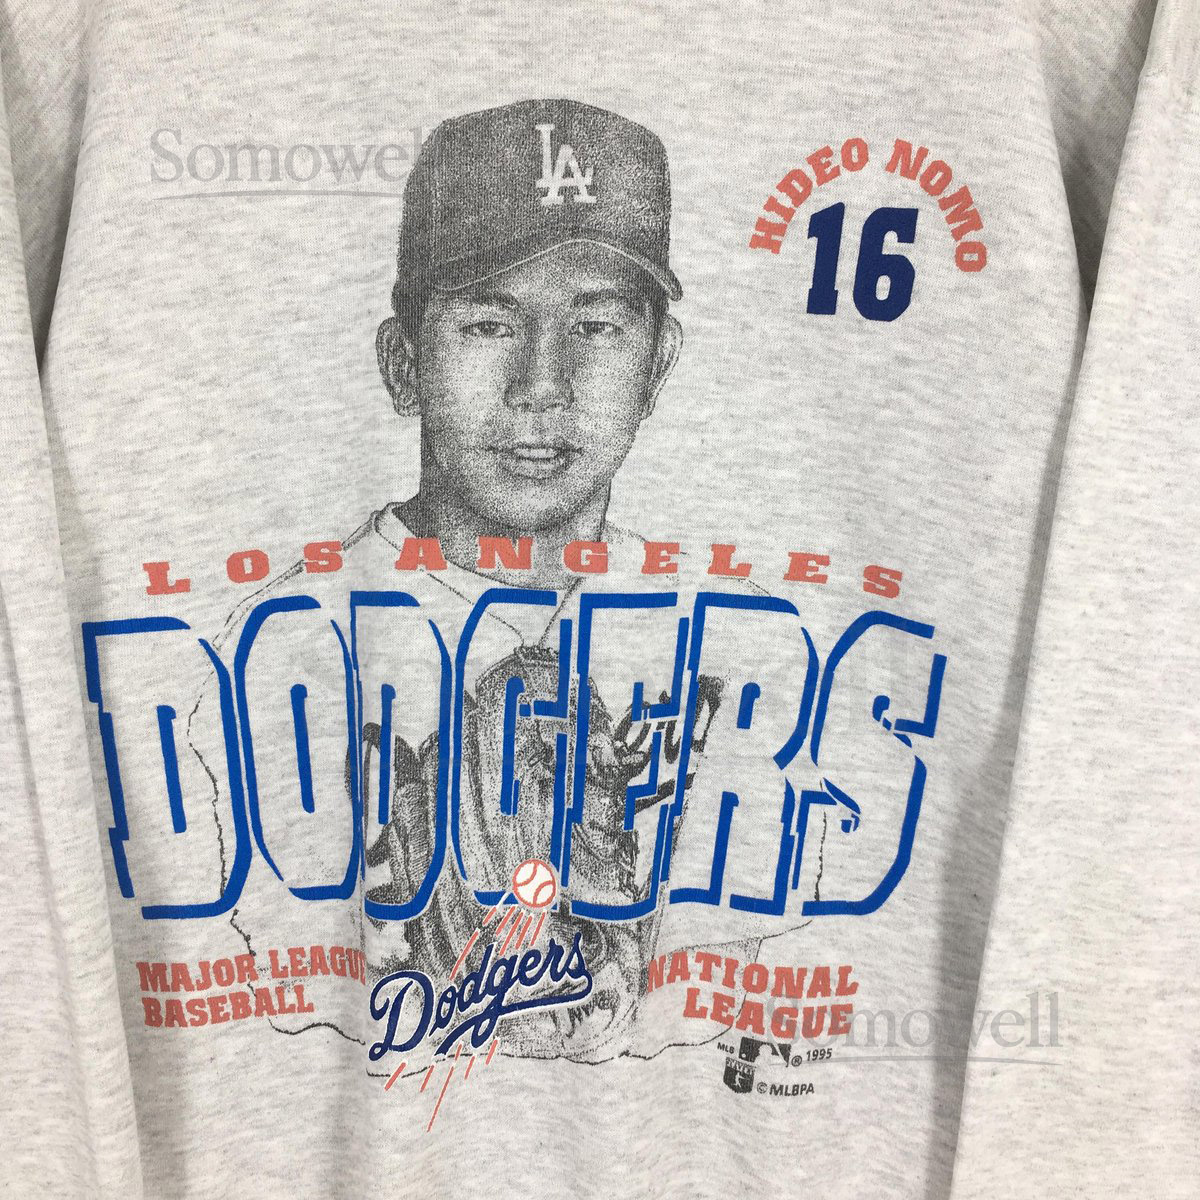 Somowell
LA
HIDEO NOMO
16
LOS ANGELES
DODGERS
MAJOR LEAGUE
BASEBALL
Dodgers
NATIONAL
LEAGUE
Somowell
MLB
® 1995
© MLBPA